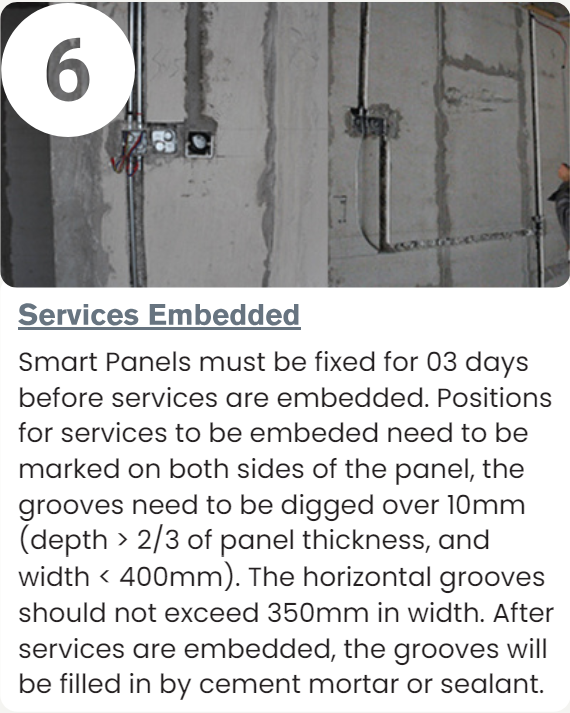 6
Services Embedded
Smart Panels must be fixed for 03 days
before services are embedded. Positions
for services to be embeded need to be
marked on both sides of the panel, the
grooves need to be digged over 10mm
(depth > 2/3 of panel thickness, and
width < 400mm). The horizontal grooves
should not exceed 350mm in width. After
services are embedded, the grooves will
be filled in by cement mortar or sealant.